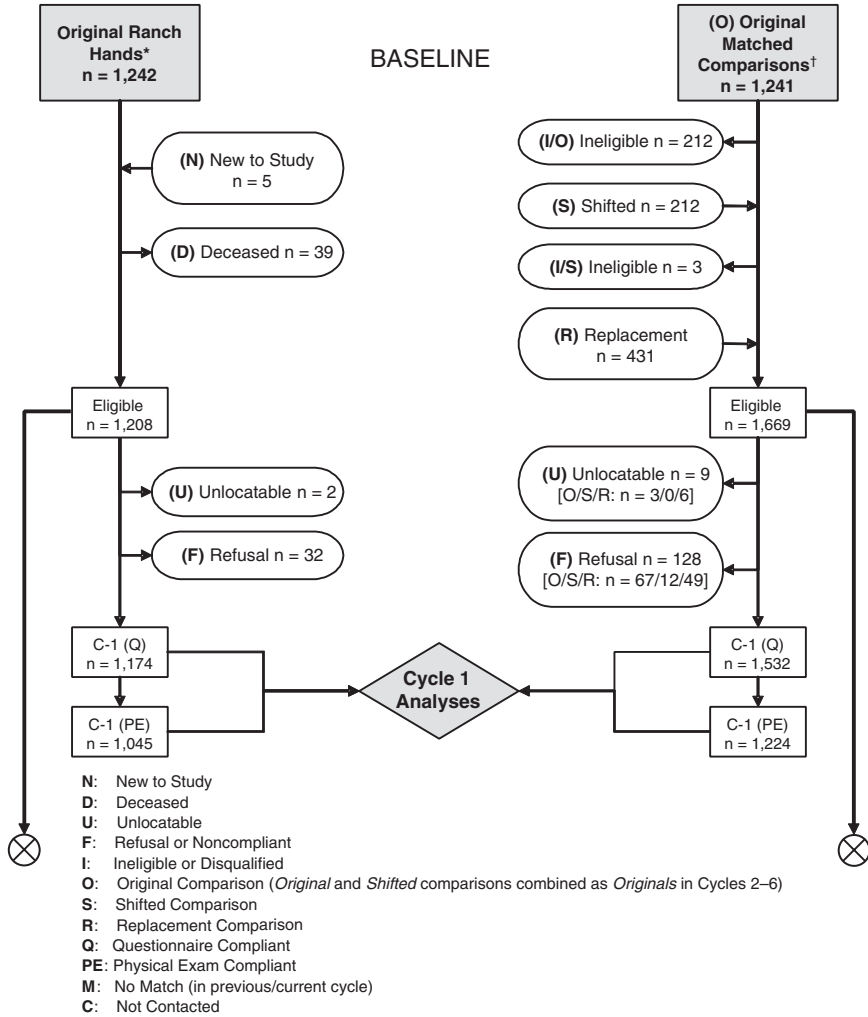 Original Ranch
Hands*
n = 1,242
BASELINE
(O) Original
Matched
Comparisons†
n = 1,241
(N) New to Study
n = 5
(D) Deceased n = 39
(I/O) Ineligible n = 212
(S) Shifted n = 212
(I/S) Ineligible n = 3
(R) Replacement
n = 431
Eligible
n = 1,208
Eligible
n = 1,669
(U) Unlocatable n = 2
(F) Refusal n = 32
(U) Unlocatable n = 9
[O/S/R: n = 3/0/6]
(F) Refusal n = 128
[O/S/R: n = 67/12/49]
C-1 (Q)
n = 1,174
C-1 (PE)
n = 1,045
Cycle 1
Analyses
C-1 (Q)
n = 1,532
C-1 (PE)
n = 1,224
N: New to Study
D: Deceased
U: Unlocatable
F: Refusal or Noncompliant
I: Ineligible or Disqualified
O: Original Comparison (Original and Shifted comparisons combined as Originals in Cycles 2–6)
S: Shifted Comparison
R: Replacement Comparison
Q: Questionnaire Compliant
PE: Physical Exam Compliant
M: No Match (in previous/current cycle)
C: Not Contacted